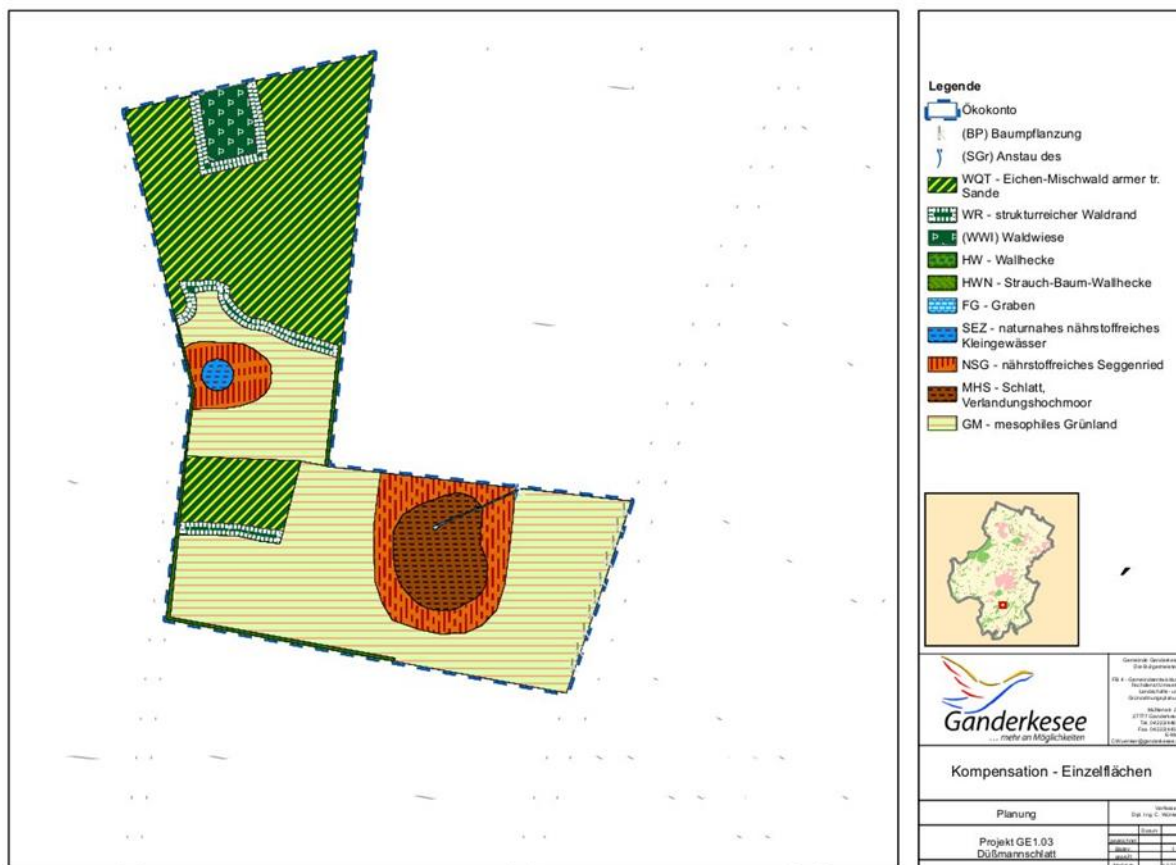 Legende
Ökokonto
(BP) Baumpflanzung
(SGr) Anstau des
WQT - Eichen-Mischwald armer tr.
Sande
WR - strukturreicher Waldrand
(WWI) Waldwiese
HW - Wallhecke
HWN - Strauch-Baum-Wallhecke
FG - Graben
SEZ - naturnahes nährstoffreiches
Kleingewässer
NSG - nährstoffreiches Seggenried
MHS - Schlatt,
Verlandungshochmoor
GM - mesophiles Grünland
Ganderkesee
... mehr an Möglichkeiten
Kompensation - Einzelflächen
Planung
Projekt GE1.03
Düßmannschlatt